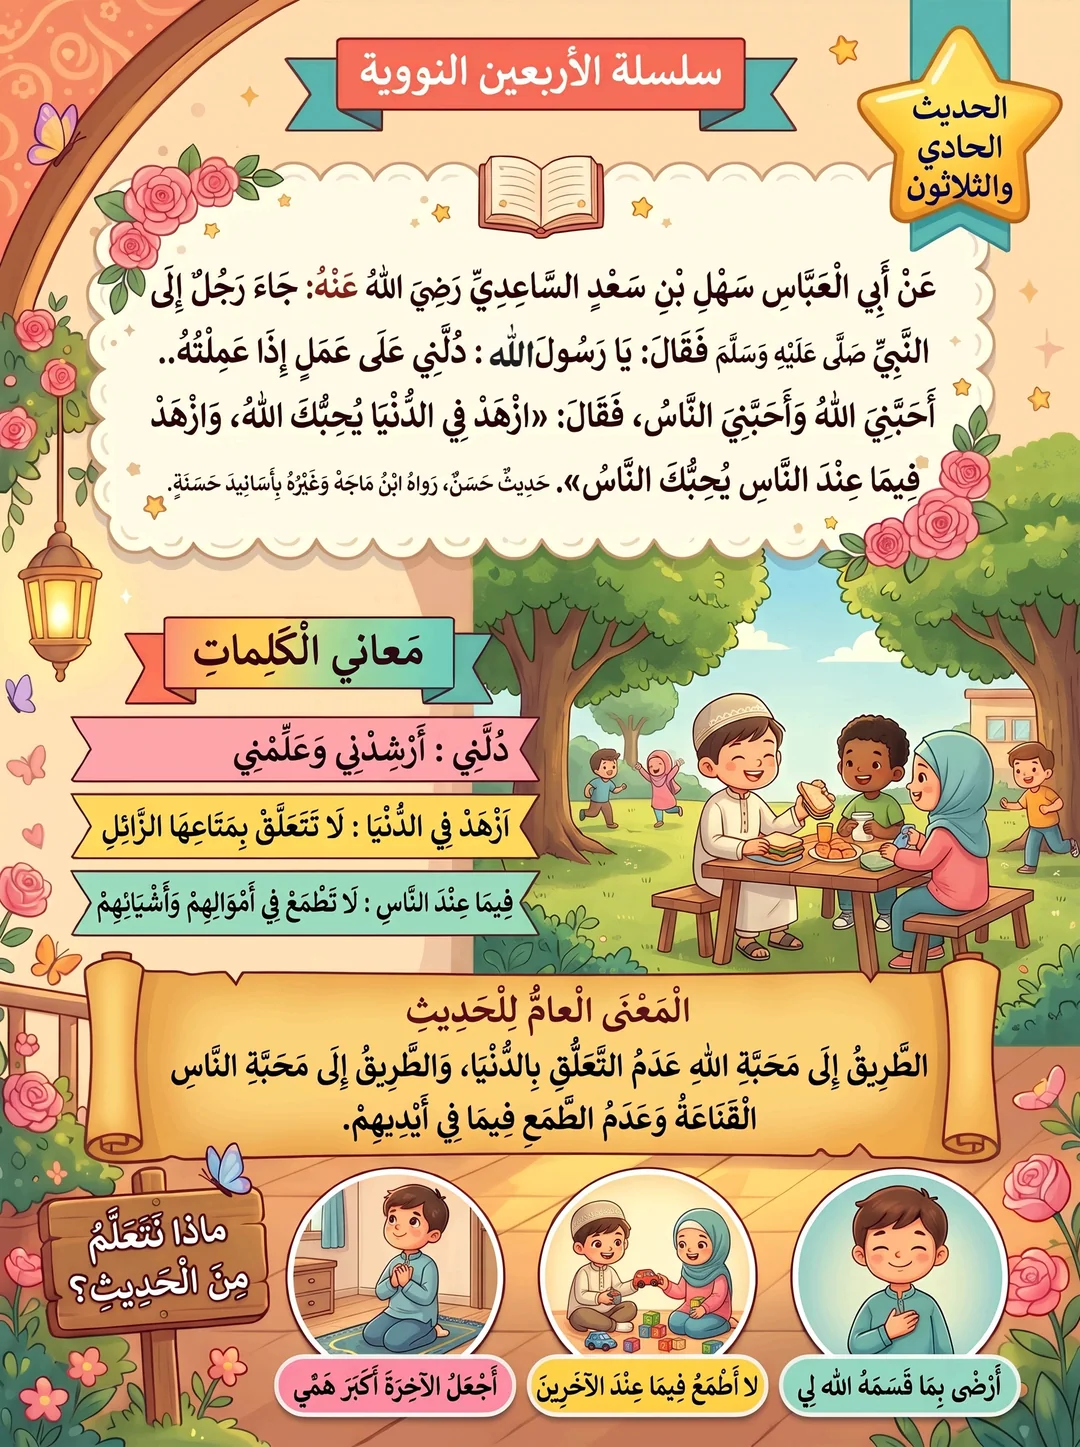 سلسلة الأربعين النووية
الحديث
الحادي
والثلاثون
عَنْ أَبِي الْعَبَّاسِ سَهْلِ بْنِ سَعْدٍ السَّاعِدِيِّ رَضِيَ اللهُ عَنْهُ: جَاءَ رَجُلٌ إِلَى
النَّبِيِّ صَلَّى عَلَيْهِ وَسَلَّمَ فَقَالَ: يَا رَسُولَ الله : دُلَّنِي عَلَى عَمَلٍ إِذَا عَمِلْتُهُ..
أَحَبَّنِيَ اللهُ وَأَحَبَّنِيَ النَّاسُ، فَقَالَ: «ازْهَدْ فِي الدُّنْيَا يُحِبُّكَ اللهُ، وَازْهَدْ
فِيمَا عِنْدَ النَّاسِ يُحِبُّكَ النَّاسُ». حَدِيثٌ حَسَنٌ، رَوَاهُ ابْنُ مَاجَهْ وَغَيْرُهُ بِأَسَانِيدَ حَسَنَةٍ.
مَعاني الْكَلِماتِ
دُلَّنِي : أَرْشِدْنِي وَعَلِّمْنِي
اَزْهَدْ فِي الدُّنْيَا : لَا تَتَعَلَّقْ بِمَتَاعِهَا الزَّائِلِ
فِيمَا عِنْدَ النَّاسِ : لَا تَطْمَعْ فِي أَمْوَالِهِمْ وَأَشْيَائِهِمْ
الْمَعْنَى الْعامُّ لِلْحَدِيثِ
الطَّرِيقُ إِلَى مَحَبَّةِ اللهِ عَدَمُ التَّعَلُّقِ بِالدُّنْيَا، وَالطَّرِيقُ إِلَى مَحَبَّةِ النَّاسِ
الْقَنَاعَةُ وَعَدَمُ الطَّمَعِ فِيمَا فِي أَيْدِيهِمْ.
ماذا نَتَعَلَّمُ
مِنَ الْحَدِيثِ؟
أَرْضْى بِمَا قَسَمَهُ الله لِي
لا أَطْمَعُ فِيمَا عِنْدَ الآخَرِينَ
أَجْعَلُ الآخِرَةَ أَكَبَرَ هَمَّي